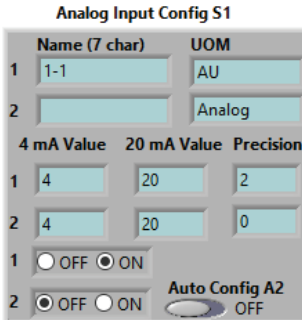 Analog Input Config S1
Name (7 char) UOM
1 1-1 AU
2 Analog
4 mA Value 20 mA Value Precision
1 4 20 2
2 4 20 0
1 OFF ON
2 OFF ON Auto Config A2
OFF